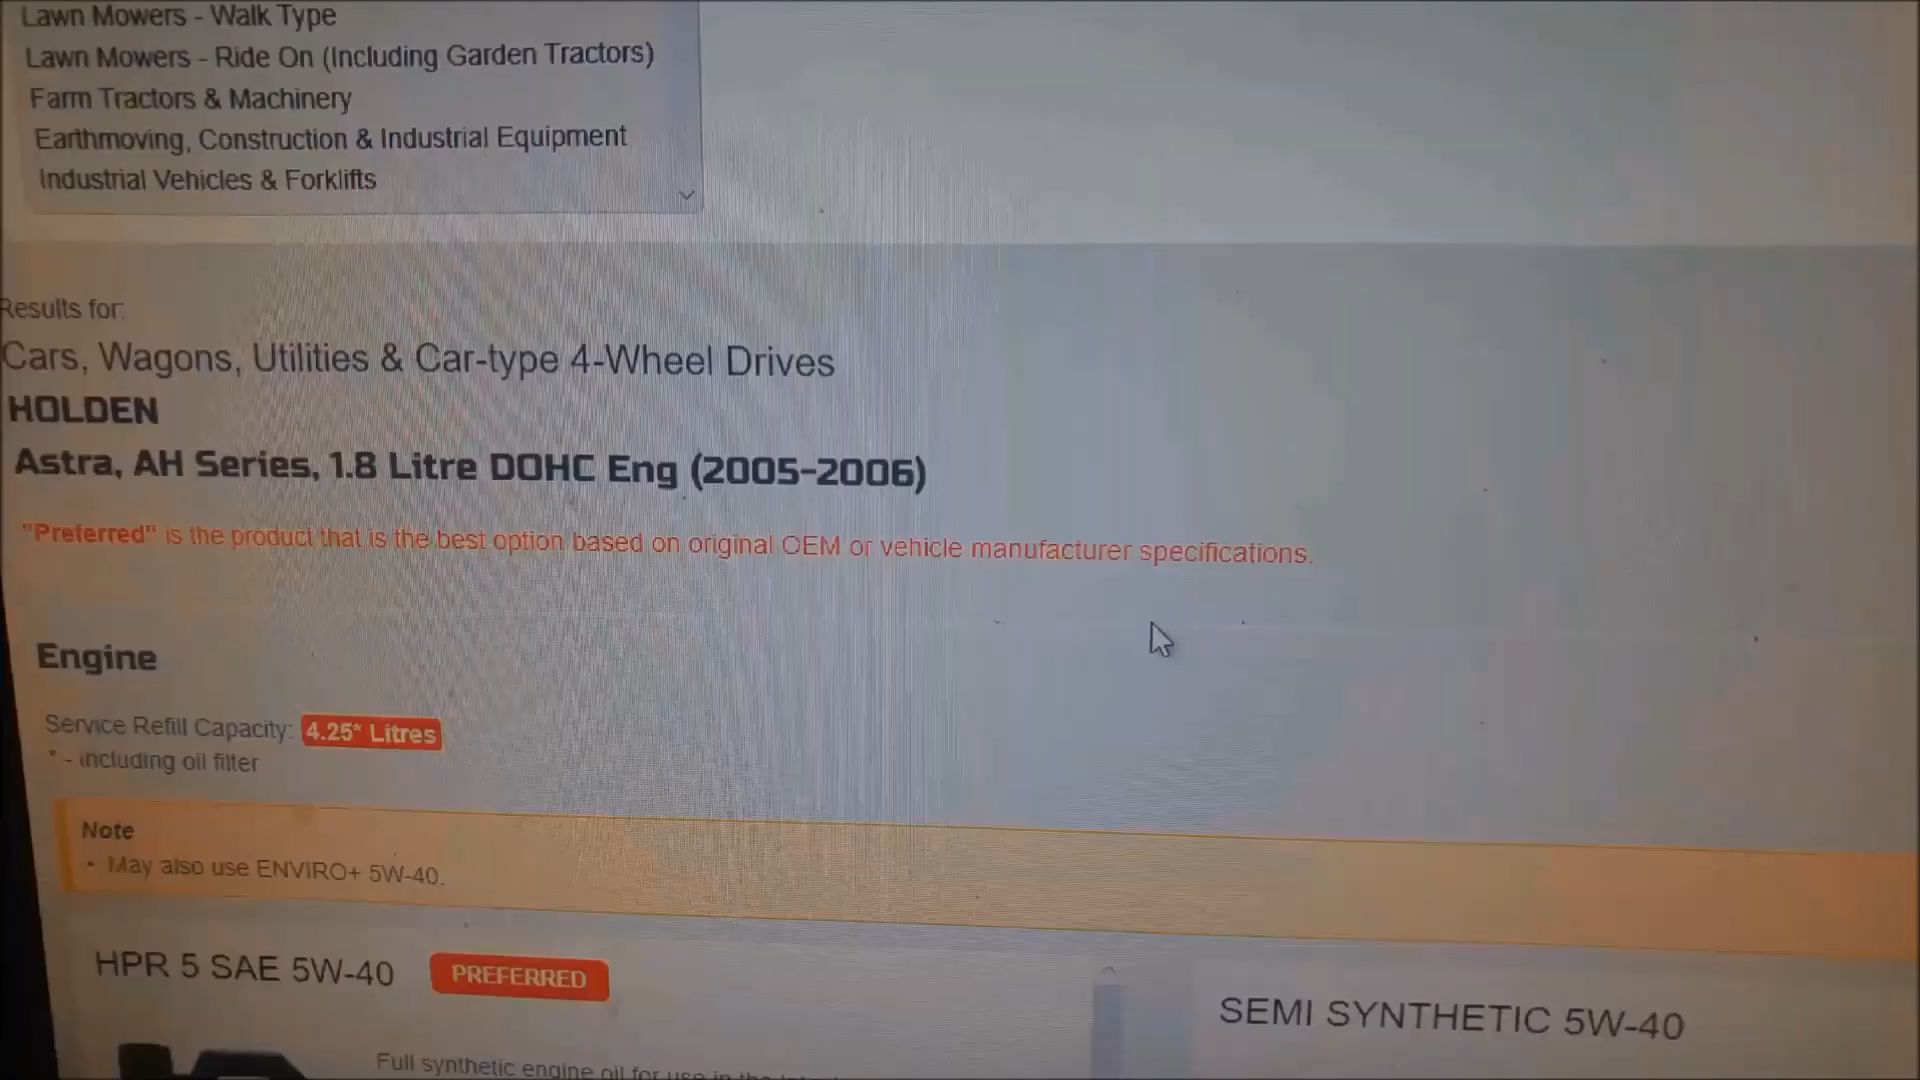 Lawn Mowers - Walk Type
Lawn Mowers - Ride On (Including Garden Tractors)
Farm Tractors & Machinery
Earthmoving, Construction & Industrial Equipment
Industrial Vehicles & Forklifts
Results for:
Cars, Wagons, Utilities & Car-type 4-Wheel Drives
HOLDEN
Astra, AH Series, 1.8 Litre DOHC Eng (2005-2006)
"Preferred" is the product that is the best option based on original OEM or vehicle manufacturer specifications.
Engine
Service Refill Capacity: 4.25* Litres
* - including oil filter
Note
• May also use ENVIRO+ 5W-40.
HPR 5 SAE 5W-40 PREFERRED
SEMI SYNTHETIC 5W-40
Full synthetic engine oil for use in the